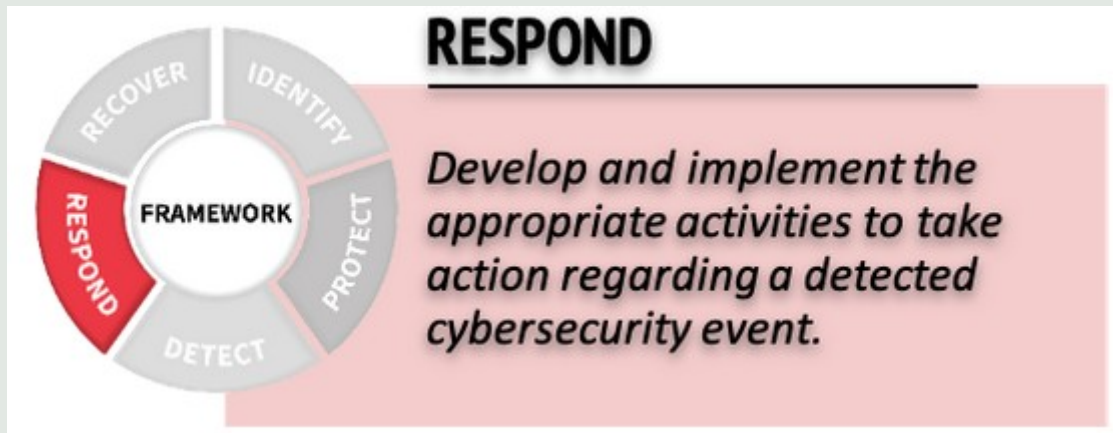 RESPOND
RECOVER
IDENTIFY
FRAMEWORK
RESPOND
PROTECT
DETECT
Develop and implement the
appropriate activities to take
action regarding a detected
cybersecurity event.